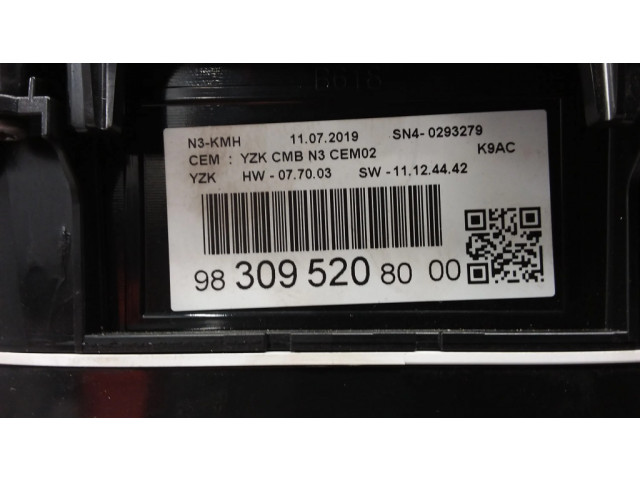 N3-KMH 11.07.2019 SN4- 0293279
CEM : YZK CMB N3 CEM02 K9AC
YZK HW - 07.70.03 SW - 11.12.44.42
98 309 520 80 00